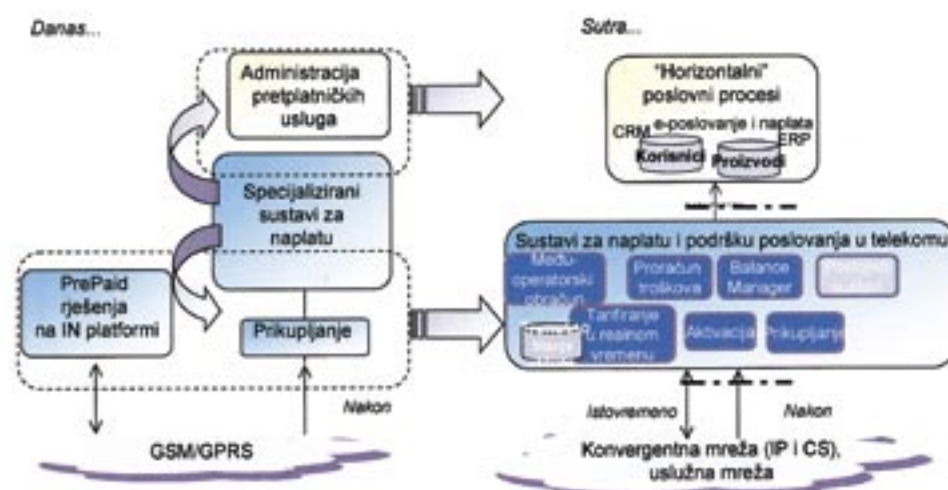 Danas...
Administracija
pretplatničkih
usluga
Specijalizirani
sustavi za
naplatu
PrePaid
rješenja
na IN platformi
Prikupljanje
Nakon
GSM/GPRS
Sutra...
"Horizontalni"
poslovni procesi
e-poslovanje i naplata
CRM
ERP
Korisnici
Proizvodi
Sustavi za naplatu i podršku poslovanja u telekomu
Među-
operatorski
obračun
Proračun
troškova
Balance
Manager
Tarifiranje
u realnom
vremenu
Aktivacija
Prikupljanje
Istovremeno
Nakon
Konvergentna mreža (IP i CS),
uslužna mreža